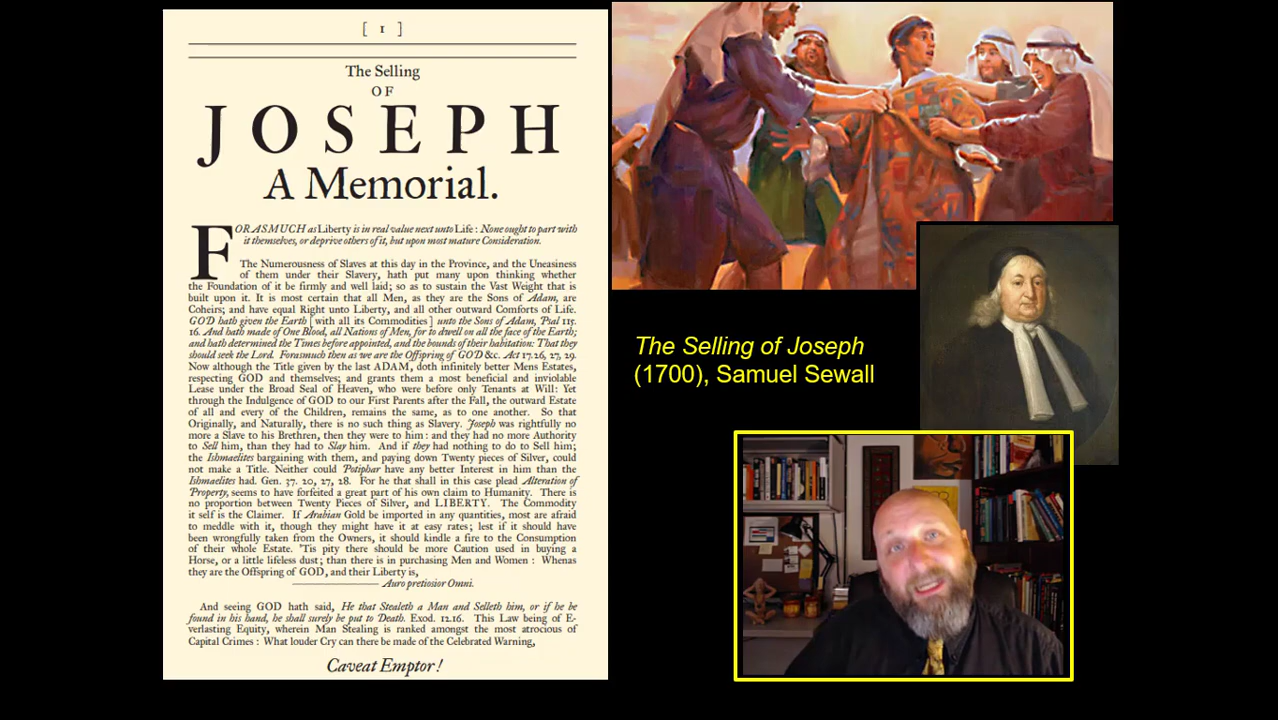 [ 1 ]
The Selling
OF
JOSEPH
A Memorial.
FORASMUCH as Liberty is in real value next unto Life : None ought to part with
it themselves, or deprive others of it, but upon most mature Consideration.
The Numerousness of Slaves at this day in the Province, and the Uneasiness
of them under their Slavery, hath put many upon thinking whether
the Foundation of it be firmly and well laid; so as to sustain the Vast Weight that is
built upon it. It is most certain that all Men, as they are the Sons of Adam, are
Coheirs; and have equal Right unto Liberty, and all other outward Comforts of Life.
GOD hath given the Earth [with all its Commodities] unto the Sons of Adam, Psal 115.
16. And hath made of One Blood, all Nations of Men, for to dwell on all the face of the Earth;
and hath determined the Times before appointed, and the bounds of their habitation: That they
should seek the Lord. Forasmuch then as we are the Offspring of GOD &c. Act 17.26, 27, 29.
Now although the Title given by the last ADAM, doth infinitely better Mens Estates,
respecting GOD and themselves; and grants them a most beneficial and inviolable
Lease under the Broad Seal of Heaven, who were before only Tenants at Will: Yet
through the Indulgence of GOD to our First Parents after the Fall, the outward Estate
of all and every of the Children, remains the same, as to one another. So that
Originally, and Naturally, there is no such thing as Slavery. Joseph was rightfully no
more a Slave to his Brethren, then they were to him : and they had no more Authority
to Sell him, than they had to Slay him. And if they had nothing to do to Sell him;
the Ishmaelites bargaining with them, and paying down Twenty pieces of Silver, could
not make a Title. Neither could Potiphar have any better Interest in him than the
Ishmaelites had. Gen. 37. 20, 27, 28. For he that shall in this case plead Alteration of
Property, seems to have forfeited a great part of his own claim to Humanity. There is
no proportion between Twenty Pieces of Silver, and LIBERTY. The Commodity
it self is the Claimer. If Arabian Gold be imported in any quantities, most are afraid
to meddle with it, though they might have it at easy rates; lest if it should have
been wrongfully taken from the Owners, it should kindle a fire to the Consumption
of their whole Estate. 'Tis pity there should be more Caution used in buying a
Horse, or a little lifeless dust; than there is in purchasing Men and Women : Whenas
they are the Offspring of GOD, and their Liberty is,
Auro pretiosior Omni.
And seeing GOD hath said, He that Stealeth a Man and Selleth him, or if he be
found in his hand, he shall surely be put to Death. Exod. 12.16. This Law being of E-
verlasting Equity, wherein Man Stealing is ranked amongst the most atrocious of
Capital Crimes : What louder Cry can there be made of the Celebrated Warning,
Caveat Emptor !
The Selling of Joseph
(1700), Samuel Sewall